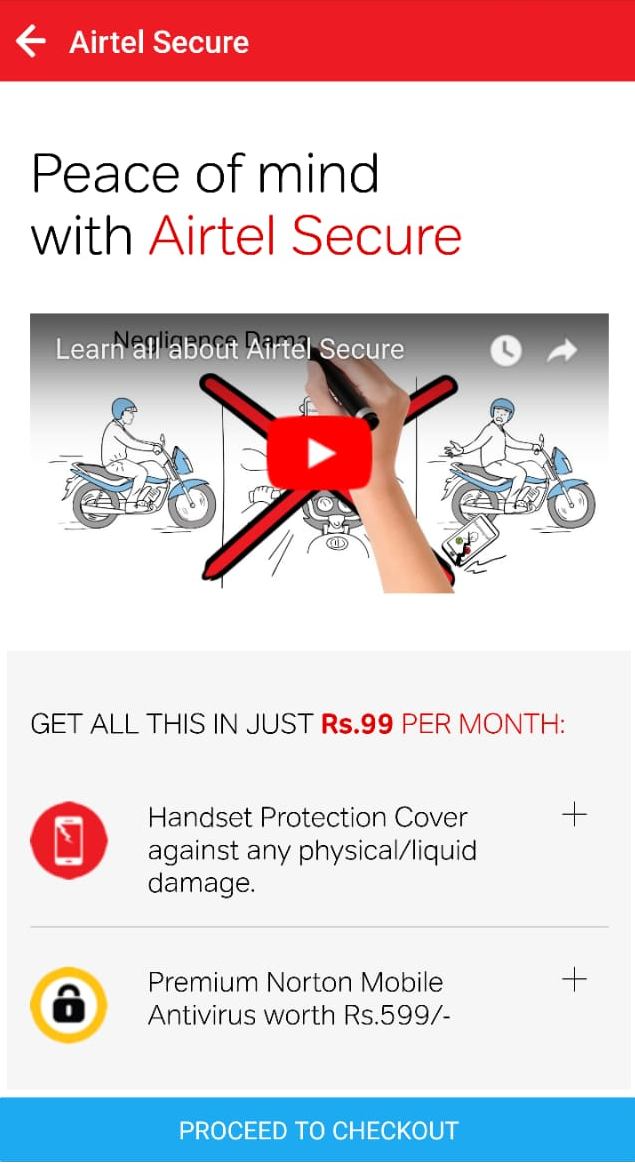 Airtel Secure
Peace of mind
with Airtel Secure
Negligence Dama
Learn all about Airtel Secure
GET ALL THIS IN JUST Rs.99 PER MONTH:
Handset Protection Cover
against any physical/liquid
damage.
Premium Norton Mobile
Antivirus worth Rs.599/-
PROCEED TO CHECKOUT